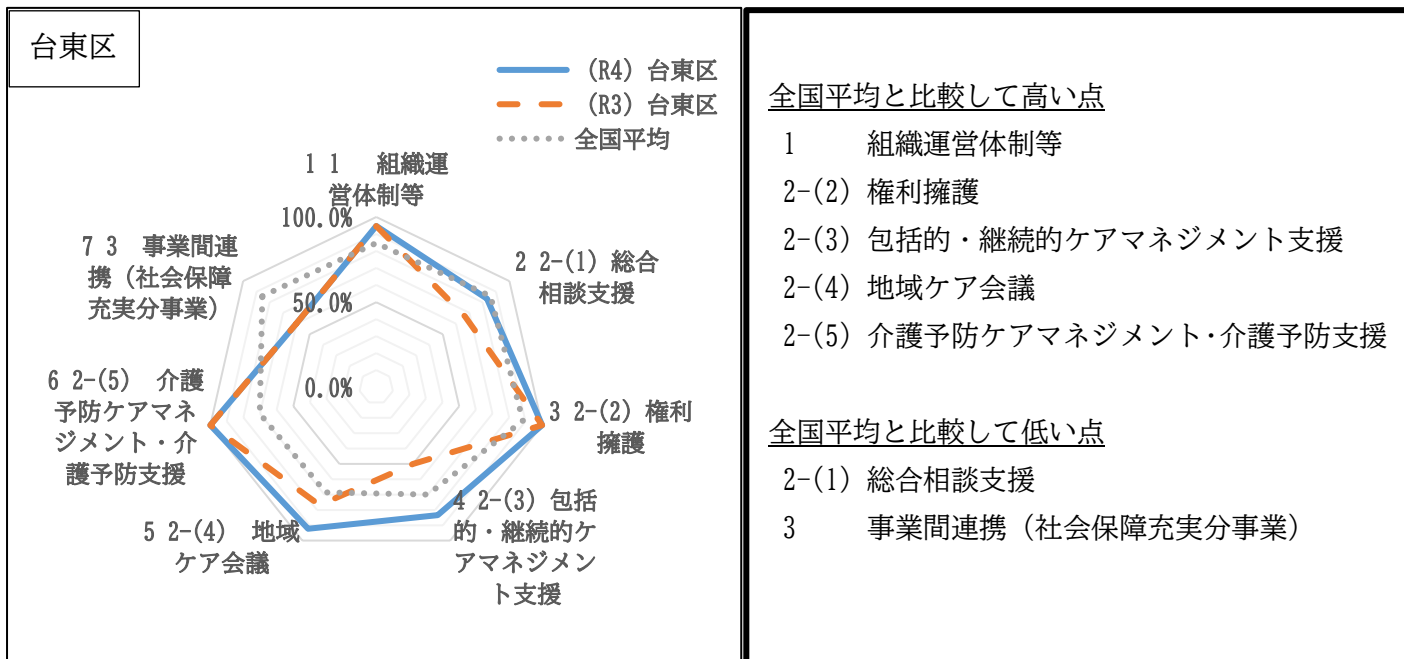 台東区
(R4) 台東区
(R3) 台東区
全国平均
1 1 組織運
営体制等
100.0%
50.0%
0.0%
2 2-(1) 総合
相談支援
3 2-(2) 権利
擁護
4 2-(3) 包括
的・継続的ケ
アマネジメン
ト支援
5 2-(4) 地域
ケア会議
6 2-(5) 介護
予防ケアマネ
ジメント・介
護予防支援
7 3 事業間連
携（社会保障
充実分事業）
全国平均と比較して高い点
1 組織運営体制等
2-(2) 権利擁護
2-(3) 包括的・継続的ケアマネジメント支援
2-(4) 地域ケア会議
2-(5) 介護予防ケアマネジメント・介護予防支援
全国平均と比較して低い点
2-(1) 総合相談支援
3 事業間連携（社会保障充実分事業）